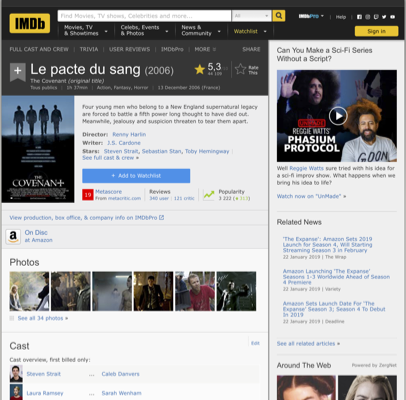 IMDb
Find Movies, TV shows, Celebrities and more...
All
Movies, TV
& Showtimes
Celebs, Events
& Photos
News &
Community
Watchlist
IMDbPro
Help
Sign in
FULL CAST AND CREW | TRIVIA | USER REVIEWS | IMDbPro | MORE
SHARE
Le pacte du sang (2006)
The Covenant (original title)
Tous publics | 1h 37min | Action, Fantasy, Horror | 13 December 2006 (France)
5,3
Rate
This
THE
COVENANT
Four young men who belong to a New England supernatural legacy
are forced to battle a fifth power long thought to have died out.
Meanwhile, jealousy and suspicion threaten to tear them apart.
Director: Renny Harlin
Writer: J.S. Cardone
Stars: Steven Strait, Sebastian Stan, Toby Hemingway |
See full cast & crew »
+ Add to Watchlist
19
Metascore
From metacritic.com
Reviews
340 user | 121 critic
Popularity
View production, box office, & company info on IMDbPro
On Disc
at Amazon
Photos
See all 34 photos »
Cast
Edit
Cast overview, first billed only:
Steven Strait ... Caleb Danvers
Laura Ramsey ... Sarah Wenham
Can You Make a Sci-Fi Series
Without a Script?
REGGIE WATTS'
PHASIUM
PROTOCOL
Well Reggie Watts sure tried with his idea for
a sci-fi improv show. What happens when we
bring his idea to life?
Watch now on "UnMade" »
Related News
'The Expanse': Amazon Sets 2019
Launch for Season 4, Will Starting
Streaming Season 3 in February
22 January 2019 | The Wrap
Amazon Launching 'The Expanse'
Seasons 1-3 Worldwide Ahead of Season
4 Premiere
22 January 2019 | Variety
Amazon Sets Launch Date For 'The
Expanse' Season 3; Season 4 To Debut
In 2019
22 January 2019 | Deadline
See all related articles »
Around The Web
Powered by ZergNet